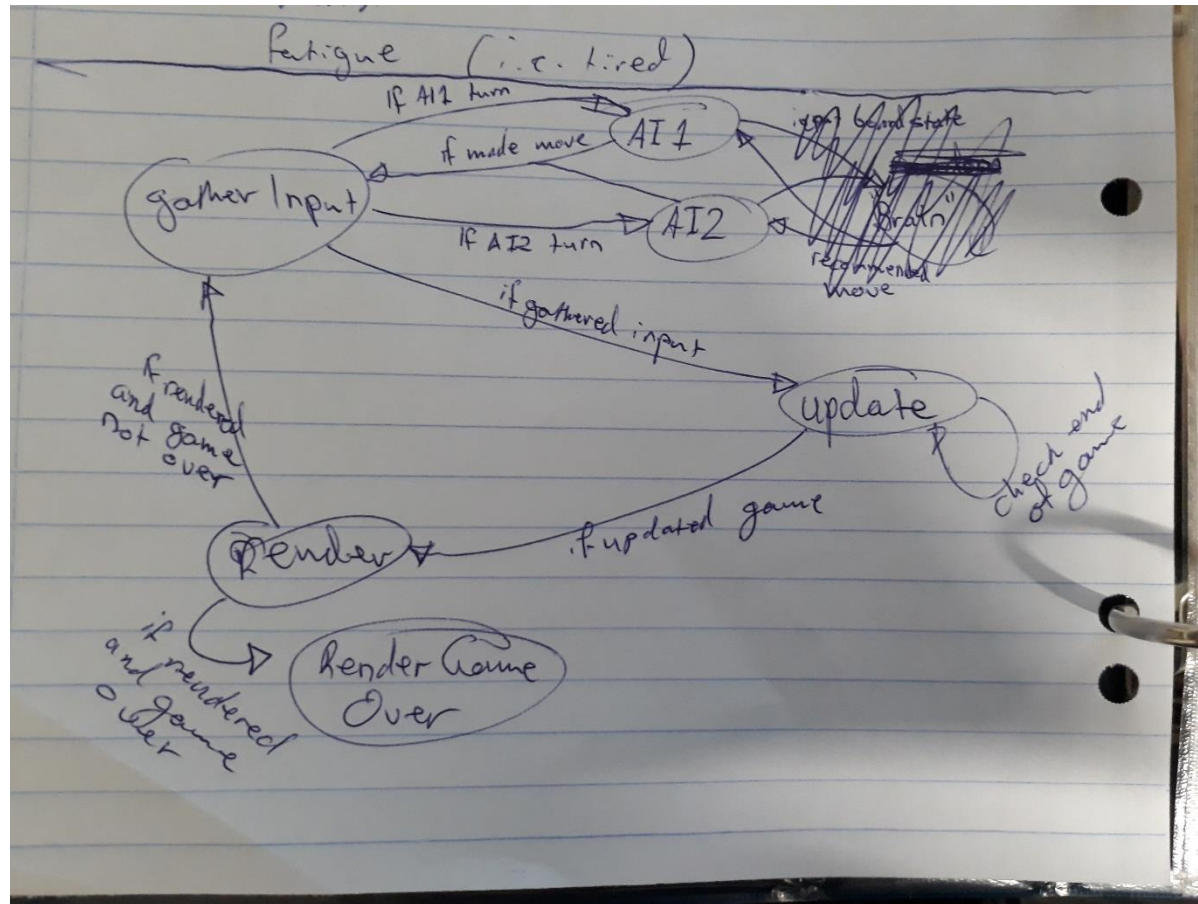 fatigue (i.e. tired)
If AI1 turn
AI 1
input board state
if made move
gather Input
AI2
"Brain"
If AI2 turn
recommended
move
if gathered input
update
check end
of game
if rendered
and game
not
over
if updated game
Render
if rendered
and game
over
Render Game
Over